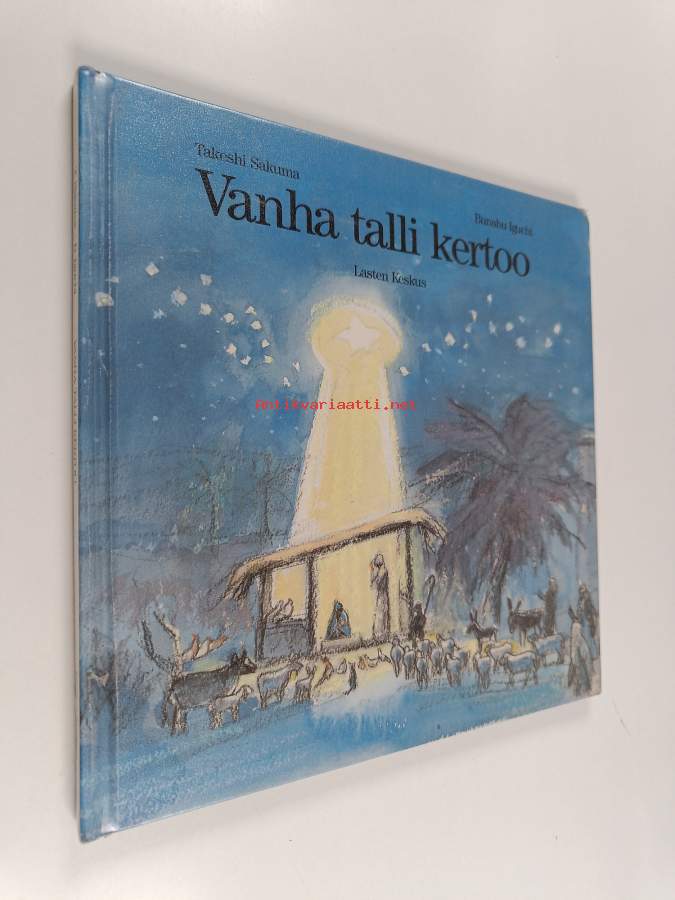 Takeshi Sakuma
Bunshu Iguchi
Vanha talli kertoo
Lasten Keskus
Antikvariaatti.net